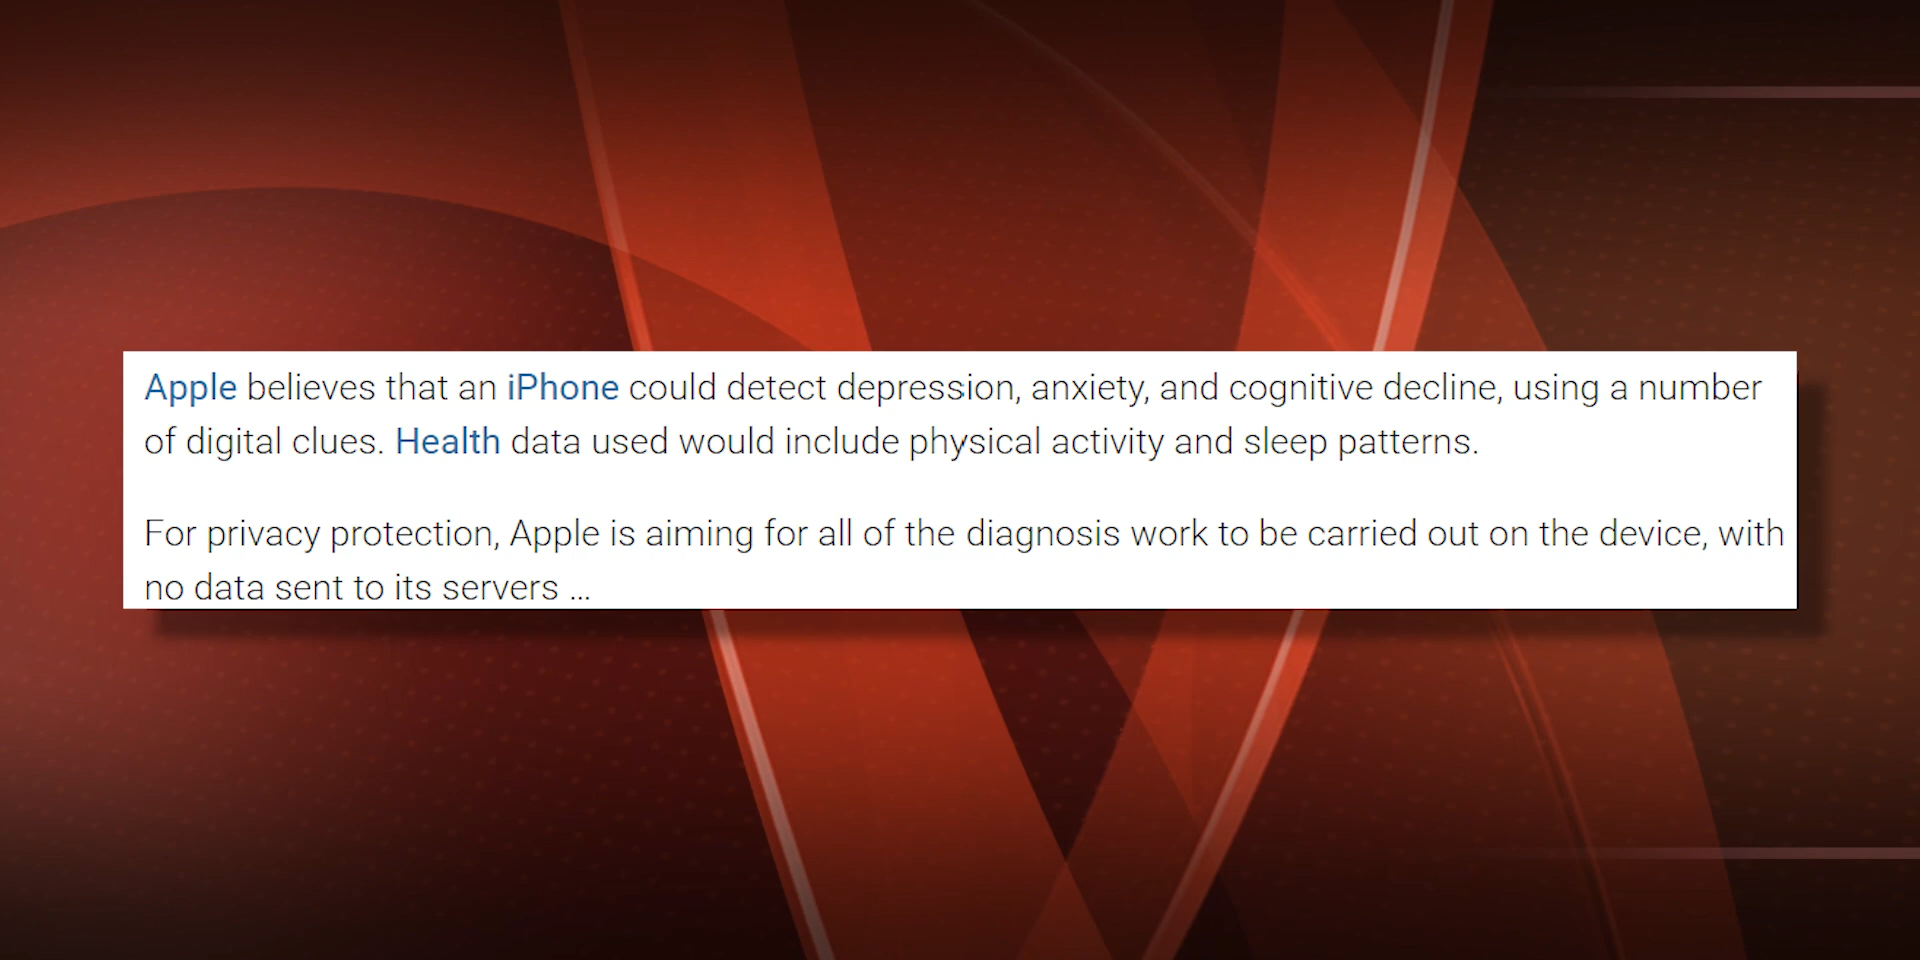 Apple believes that an iPhone could detect depression, anxiety, and cognitive decline, using a number
of digital clues. Health data used would include physical activity and sleep patterns.
For privacy protection, Apple is aiming for all of the diagnosis work to be carried out on the device, with
no data sent to its servers ...